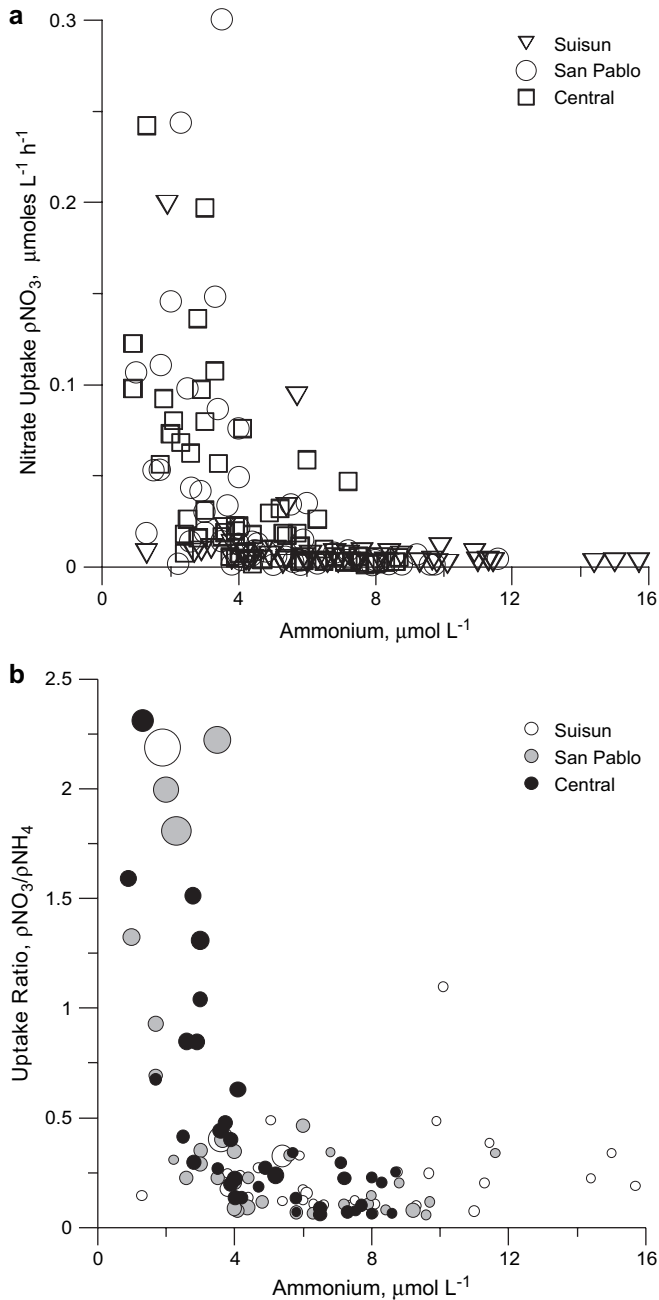 a
0.3
Suisun
San Pablo
Central
0.2
0.1
0
Nitrate Uptake ρNO3, μmoles L-1 h-1
0 4 8 12 16
Ammonium, μmol L-1
b
2.5
Suisun
San Pablo
Central
2
1.5
1
0.5
0
Uptake Ratio, ρNO3/ρNH4
0 4 8 12 16
Ammonium, μmol L-1